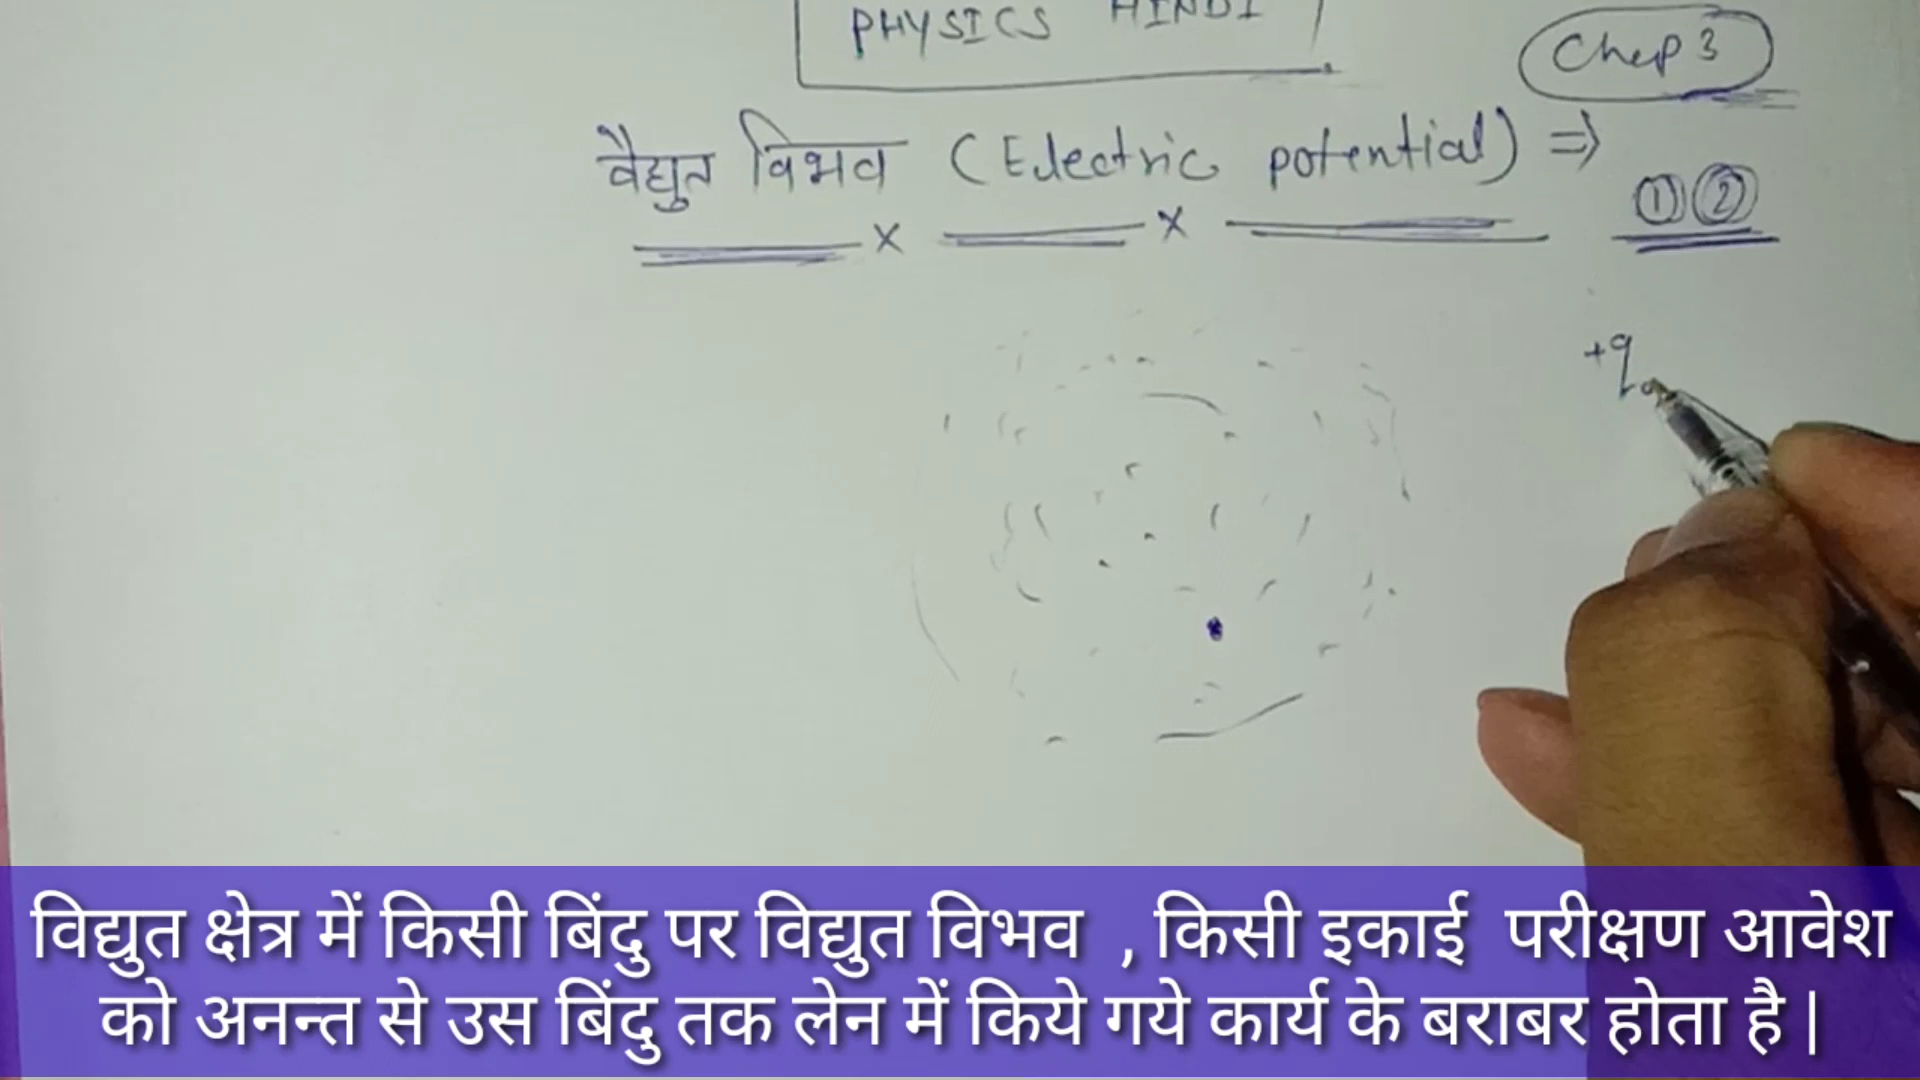 PHYSICS HINDI
Chep 3
वैद्युत विभव (Electric potential) ⇒
① ②
+q₀
विद्युत क्षेत्र में किसी बिंदु पर विद्युत विभव , किसी इकाई परीक्षण आवेश
को अनन्त से उस बिंदु तक लेन में किये गये कार्य के बराबर होता है |